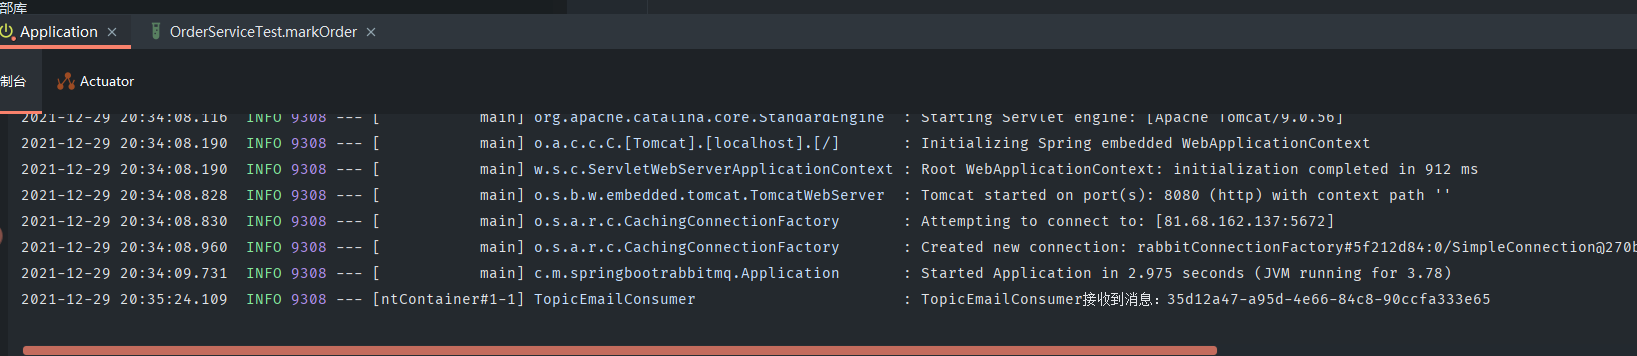 部库
Application × OrderServiceTest.markOrder ×
制台 Actuator
2021-12-29 20:34:08.116 INFO 9308 --- [ main] org.apache.catalina.core.StandardEngine : Starting Servlet engine: [Apache Tomcat/9.0.56]
2021-12-29 20:34:08.190 INFO 9308 --- [ main] o.a.c.c.C.[Tomcat].[localhost].[/] : Initializing Spring embedded WebApplicationContext
2021-12-29 20:34:08.190 INFO 9308 --- [ main] w.s.c.ServletWebServerApplicationContext : Root WebApplicationContext: initialization completed in 912 ms
2021-12-29 20:34:08.828 INFO 9308 --- [ main] o.s.b.w.embedded.tomcat.TomcatWebServer : Tomcat started on port(s): 8080 (http) with context path ''
2021-12-29 20:34:08.830 INFO 9308 --- [ main] o.s.a.r.c.CachingConnectionFactory : Attempting to connect to: [81.68.162.137:5672]
2021-12-29 20:34:08.960 INFO 9308 --- [ main] o.s.a.r.c.CachingConnectionFactory : Created new connection: rabbitConnectionFactory#5f212d84:0/SimpleConnection@270b
2021-12-29 20:34:09.731 INFO 9308 --- [ main] c.m.springbootrabbitmq.Application : Started Application in 2.975 seconds (JVM running for 3.78)
2021-12-29 20:35:24.109 INFO 9308 --- [ntContainer#1-1] TopicEmailConsumer : TopicEmailConsumer接收到消息：35d12a47-a95d-4e66-84c8-90ccfa333e65